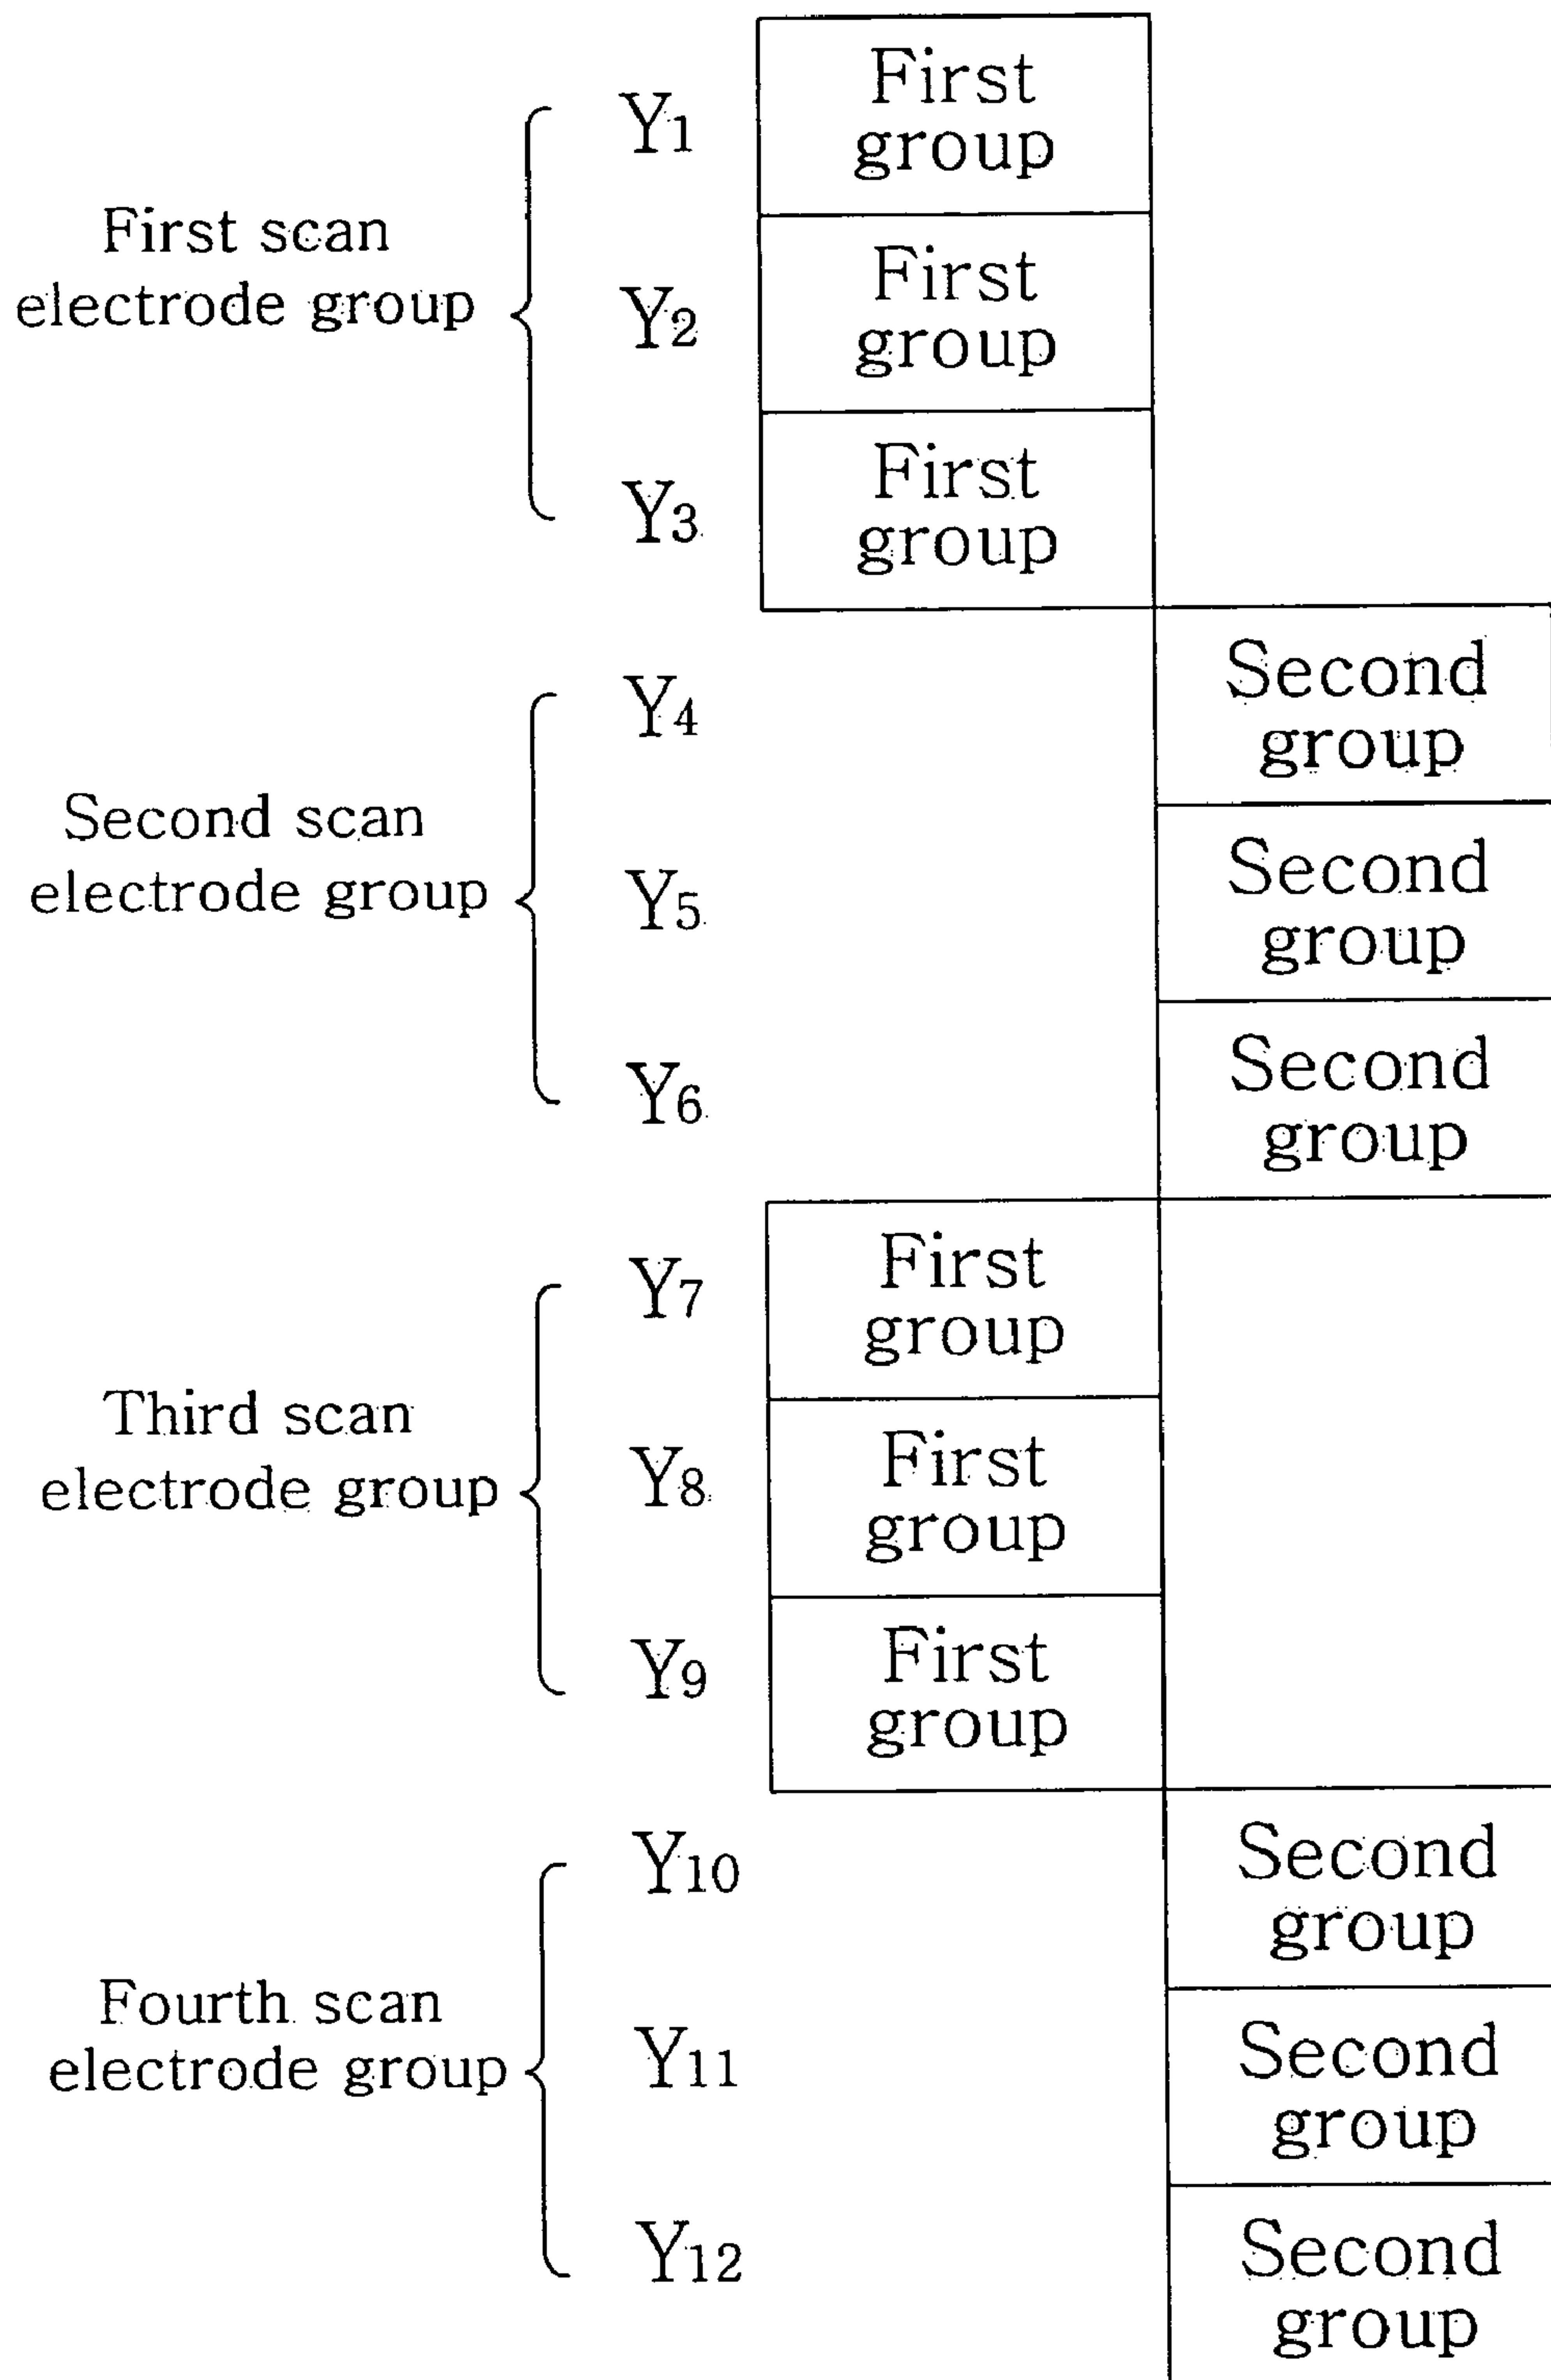 First
group
Y1
First scan
electrode group
First
group
Y2
First
group
Y3
Second
group
Y4
Second scan
electrode group
Second
group
Y5
Second
group
Y6
First
group
Y7
Third scan
electrode group
First
group
Y8
First
group
Y9
Second
group
Y10
Fourth scan
electrode group
Second
group
Y11
Second
group
Y12